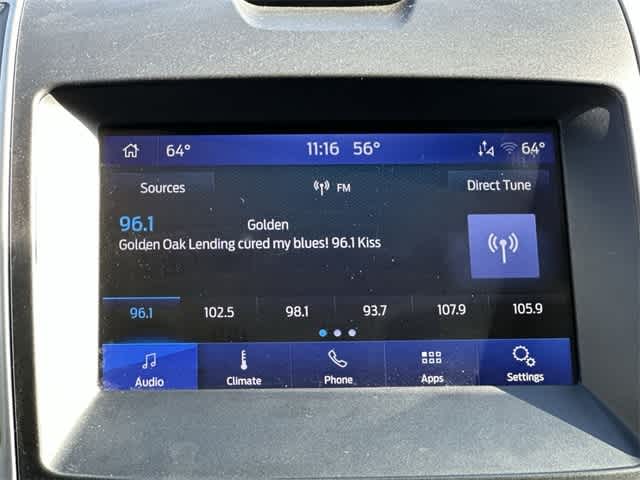 64° 11:16 56° 64°
Sources FM Direct Tune
96.1 Golden
Golden Oak Lending cured my blues! 96.1 Kiss
96.1 102.5 98.1 93.7 107.9 105.9
Audio Climate Phone Apps Settings